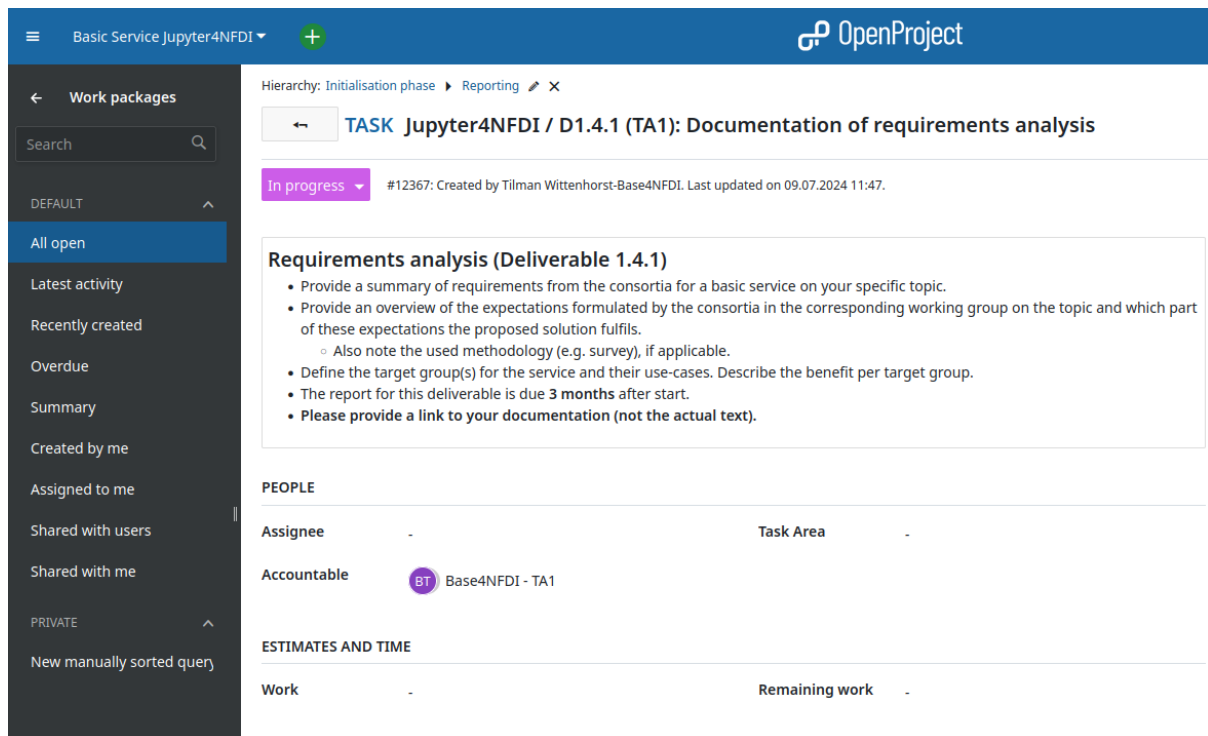 Basic Service Jupyter4NFDI
OpenProject
Work packages
Search
DEFAULT
All open
Latest activity
Recently created
Overdue
Summary
Created by me
Assigned to me
Shared with users
Shared with me
PRIVATE
New manually sorted query
Hierarchy: Initialisation phase Reporting
TASK Jupyter4NFDI / D1.4.1 (TA1): Documentation of requirements analysis
In progress #12367: Created by Tilman Wittenhorst-Base4NFDI. Last updated on 09.07.2024 11:47.
Requirements analysis (Deliverable 1.4.1)
• Provide a summary of requirements from the consortia for a basic service on your specific topic.
• Provide an overview of the expectations formulated by the consortia in the corresponding working group on the topic and which part
of these expectations the proposed solution fulfils.
◦ Also note the used methodology (e.g. survey), if applicable.
• Define the target group(s) for the service and their use-cases. Describe the benefit per target group.
• The report for this deliverable is due 3 months after start.
• Please provide a link to your documentation (not the actual text).
PEOPLE
Assignee - Task Area -
Accountable BT Base4NFDI - TA1
ESTIMATES AND TIME
Work - Remaining work -